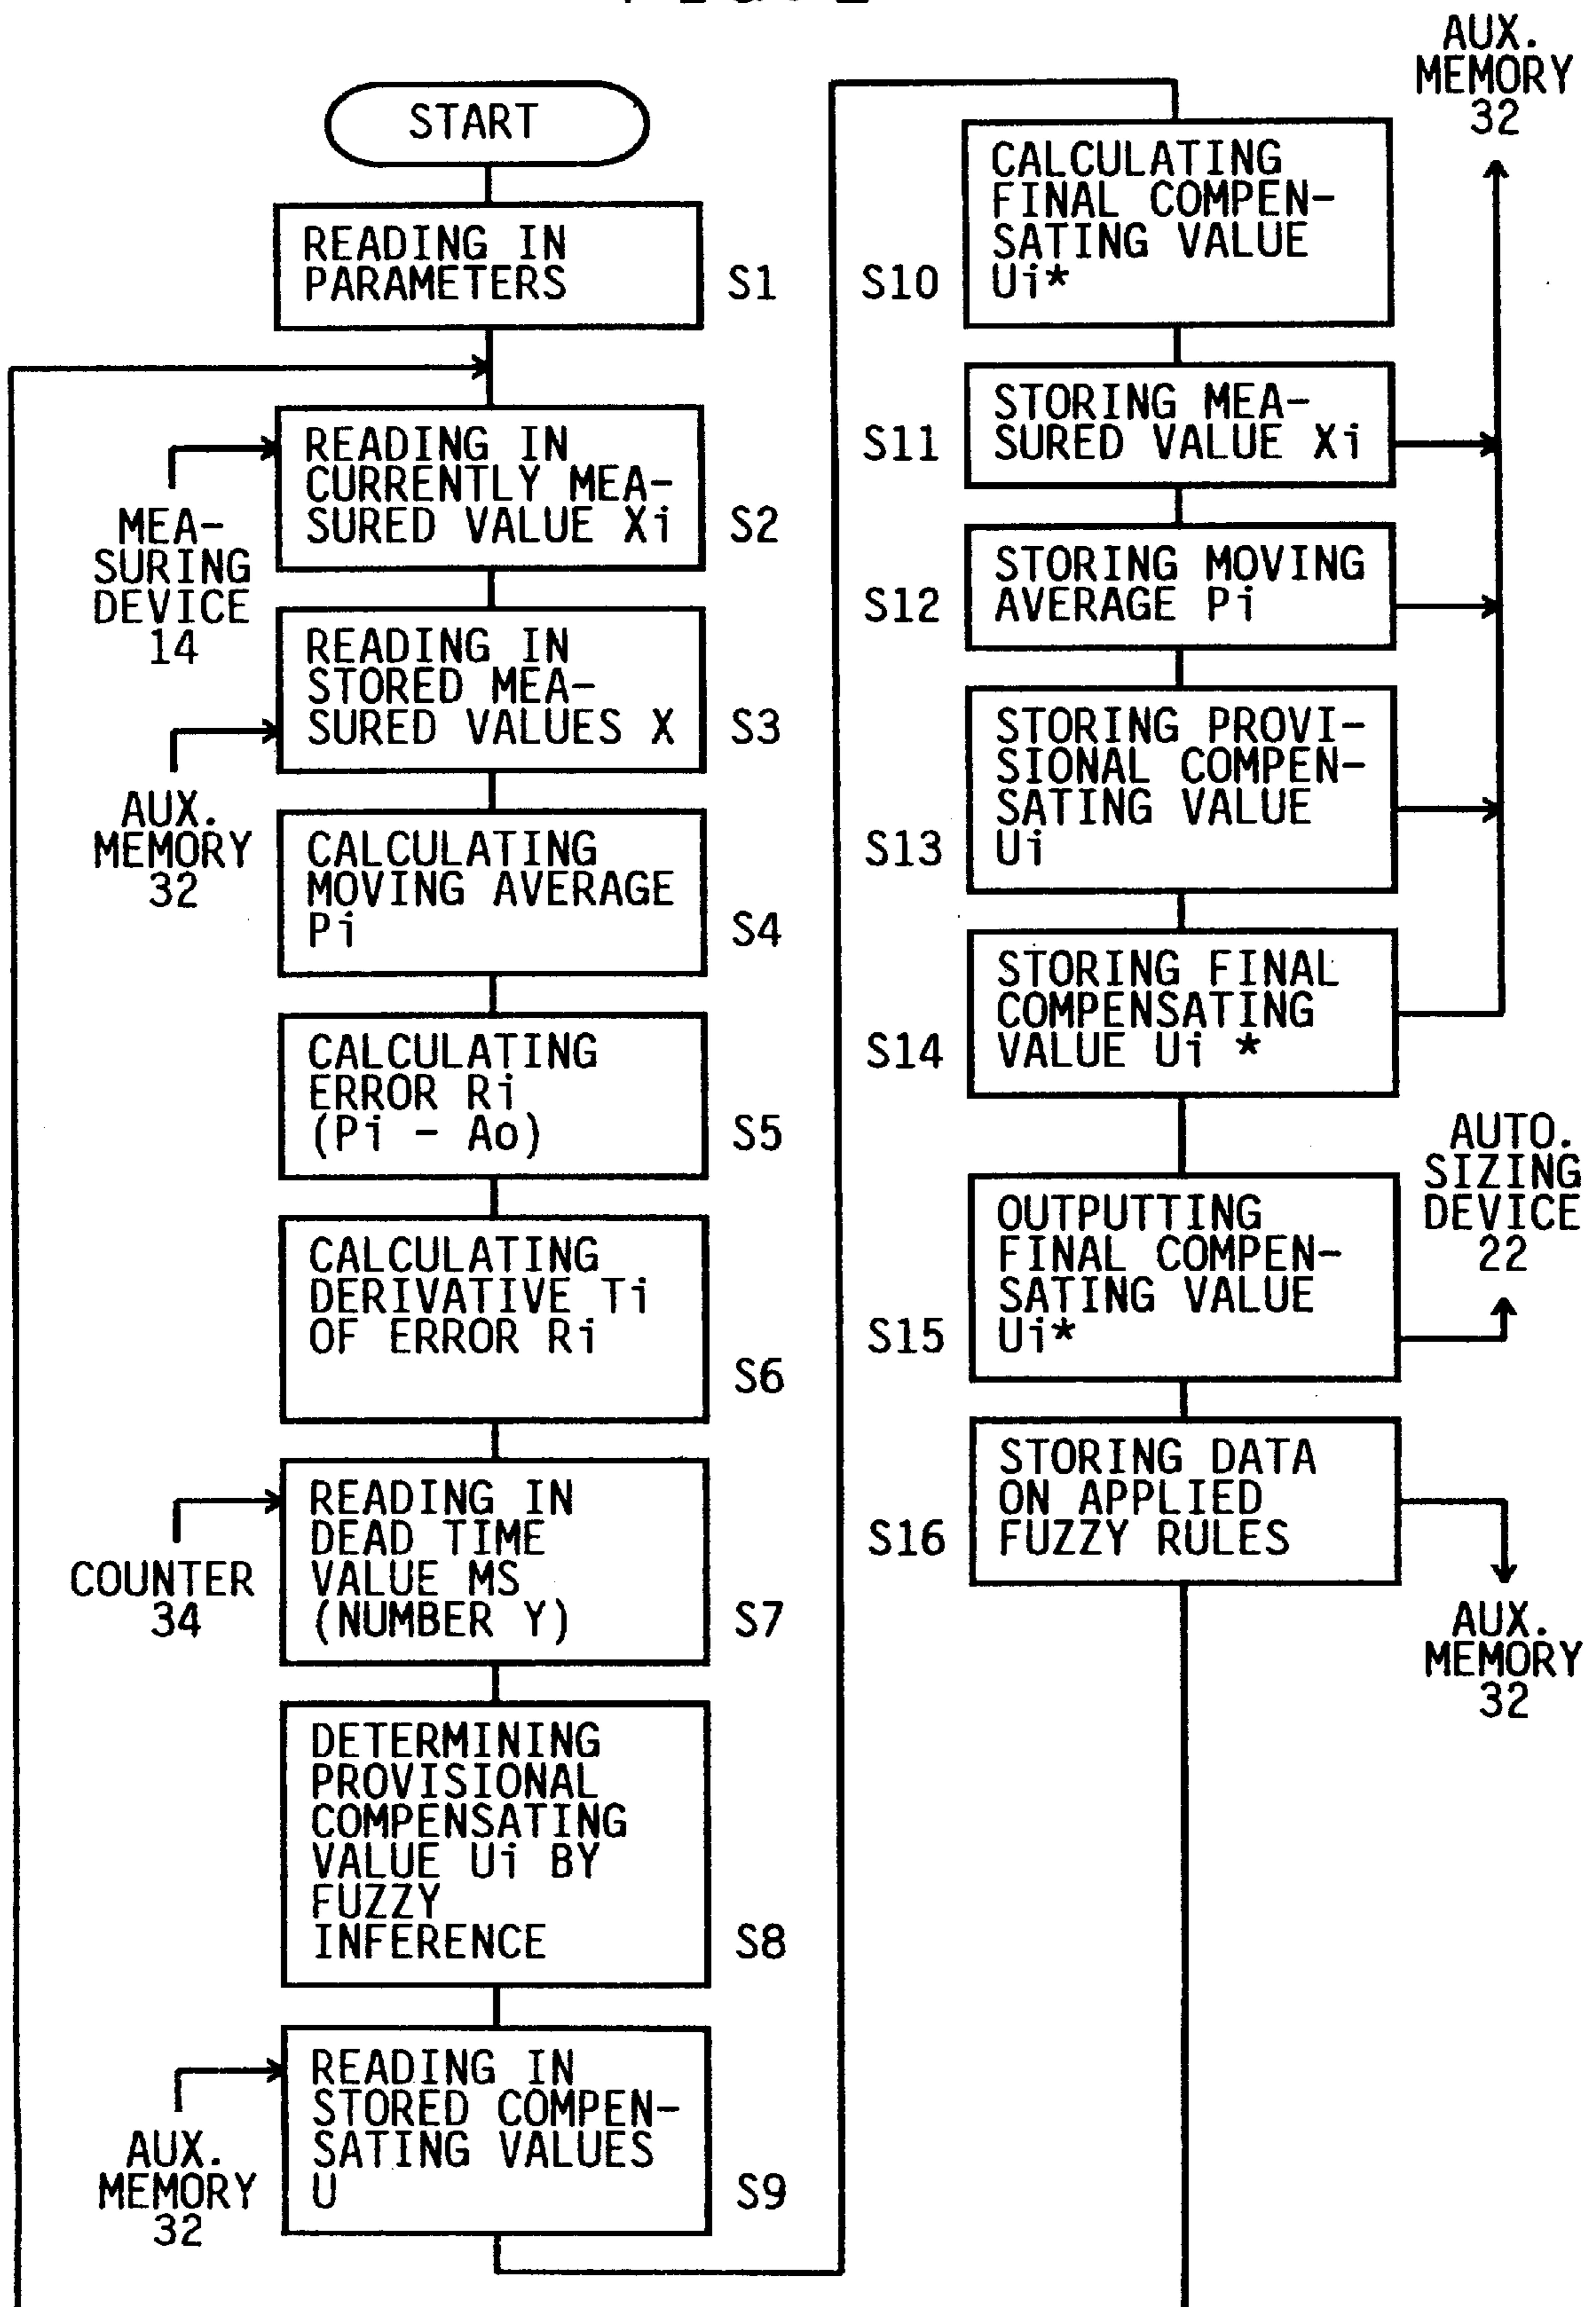 START
READING IN
PARAMETERS
S1
READING IN
CURRENTLY MEA-
SURED VALUE Xi
S2
MEA-
SURING
DEVICE
14
READING IN
STORED MEA-
SURED VALUES X
S3
AUX.
MEMORY
32
CALCULATING
MOVING AVERAGE
Pi
S4
CALCULATING
ERROR Ri
(Pi - Ao)
S5
CALCULATING
DERIVATIVE Ti
OF ERROR Ri
S6
READING IN
DEAD TIME
VALUE MS
(NUMBER Y)
S7
COUNTER
34
DETERMINING
PROVISIONAL
COMPENSATING
VALUE Ui BY
FUZZY
INFERENCE
S8
READING IN
STORED COMPEN-
SATING VALUES
U
S9
AUX.
MEMORY
32
CALCULATING
FINAL COMPEN-
SATING VALUE
Ui*
S10
AUX.
MEMORY
32
STORING MEA-
SURED VALUE Xi
S11
STORING MOVING
AVERAGE Pi
S12
STORING PROVI-
SIONAL COMPEN-
SATING VALUE
Ui
S13
STORING FINAL
COMPENSATING
VALUE Ui *
S14
OUTPUTTING
FINAL COMPEN-
SATING VALUE
Ui*
S15
AUTO.
SIZING
DEVICE
22
STORING DATA
ON APPLIED
FUZZY RULES
S16
AUX.
MEMORY
32